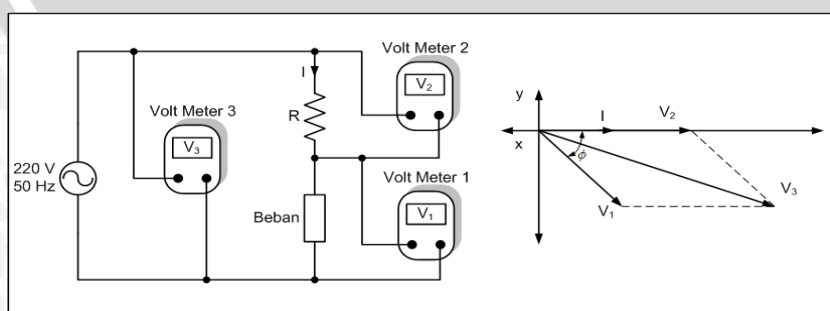 Volt Meter 2
V₂
I
R
Volt Meter 3
V₃
220 V
50 Hz
Volt Meter 1
V₁
Beban
y
x
I
V₂
ϕ
V₁
V₃